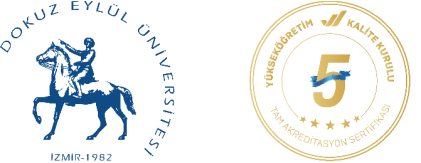 DOKUZ EYLÜL ÜNİVERSİTESİ
İZMİR-1982
YÜKSEKÖĞRETİM KALİTE KURULU
5
TAM AKREDİTASYON SERTİFİKASI